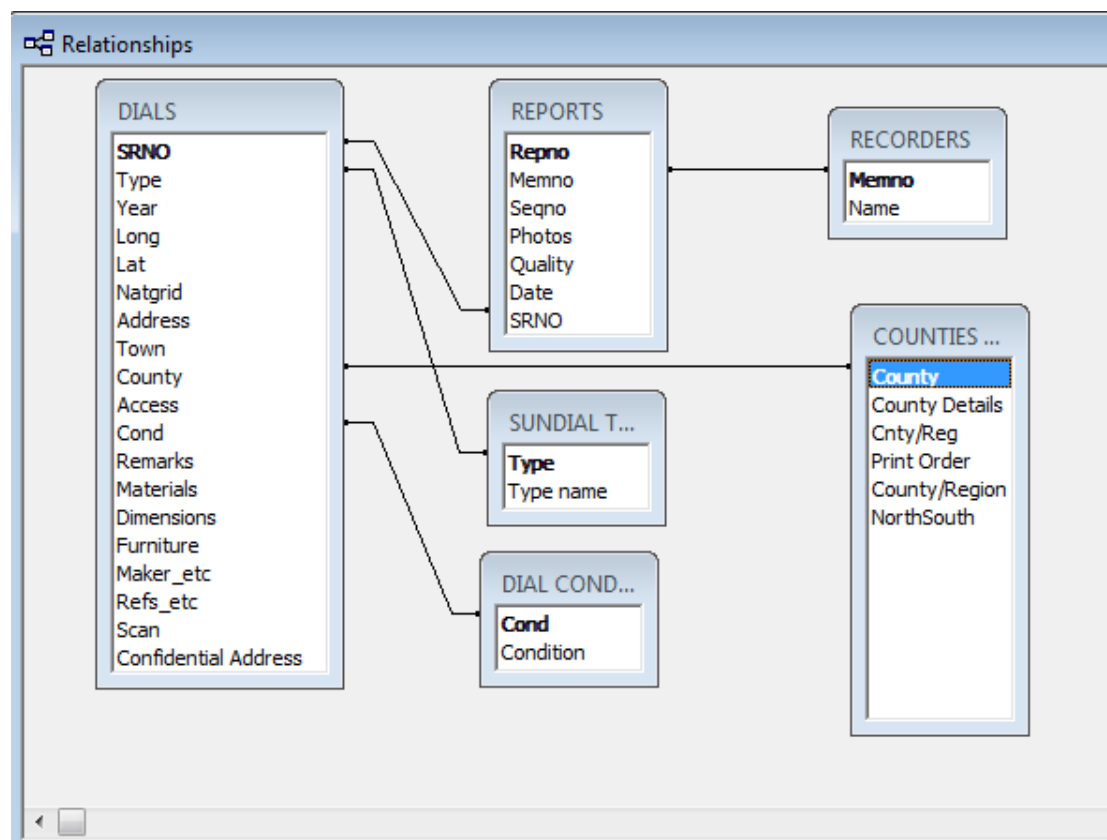 Relationships
DIALS
SRNO
Type
Year
Long
Lat
Natgrid
Address
Town
County
Access
Cond
Remarks
Materials
Dimensions
Furniture
Maker_etc
Refs_etc
Scan
Confidential Address
REPORTS
Repno
Memno
Seqno
Photos
Quality
Date
SRNO
RECORDERS
Memno
Name
SUNDIAL T...
Type
Type name
DIAL COND...
Cond
Condition
COUNTIES ...
County
County Details
Cnty/Reg
Print Order
County/Region
NorthSouth